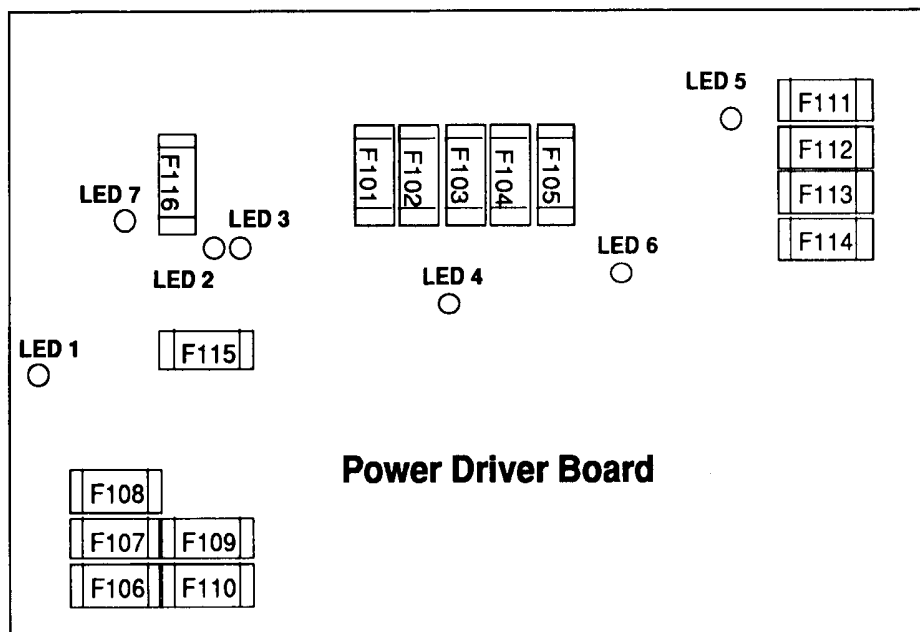 LED 5
F111
F112
F113
F114
F116
LED 7
LED 3
LED 2
F101
F102
F103
F104
F105
LED 6
LED 4
LED 1
F115
Power Driver Board
F108
F107
F109
F106
F110